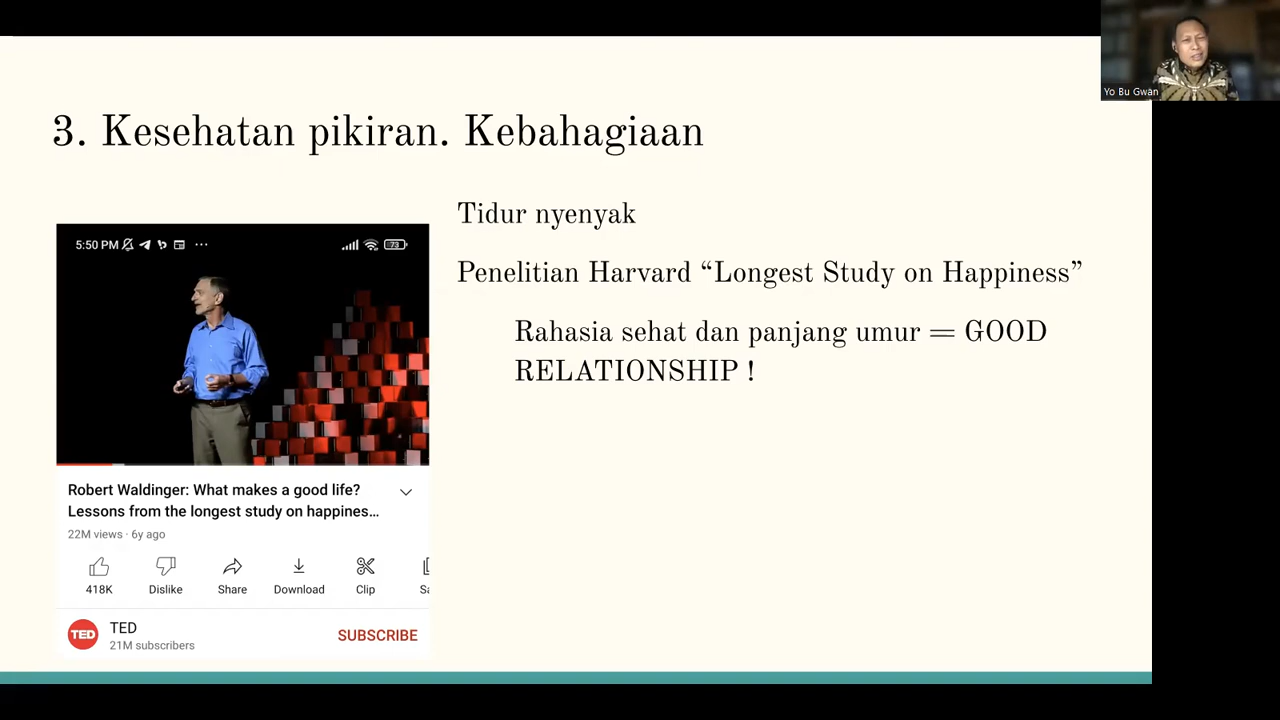 Yo Bu Gwan
3. Kesehatan pikiran. Kebahagiaan
Tidur nyenyak
Penelitian Harvard “Longest Study on Happiness”
Rahasia sehat dan panjang umur = GOOD
RELATIONSHIP !
5:50 PM
73
Robert Waldinger: What makes a good life?
Lessons from the longest study on happines...
22M views · 6y ago
418K Dislike Share Download Clip Sa
TED
TED
21M subscribers
SUBSCRIBE